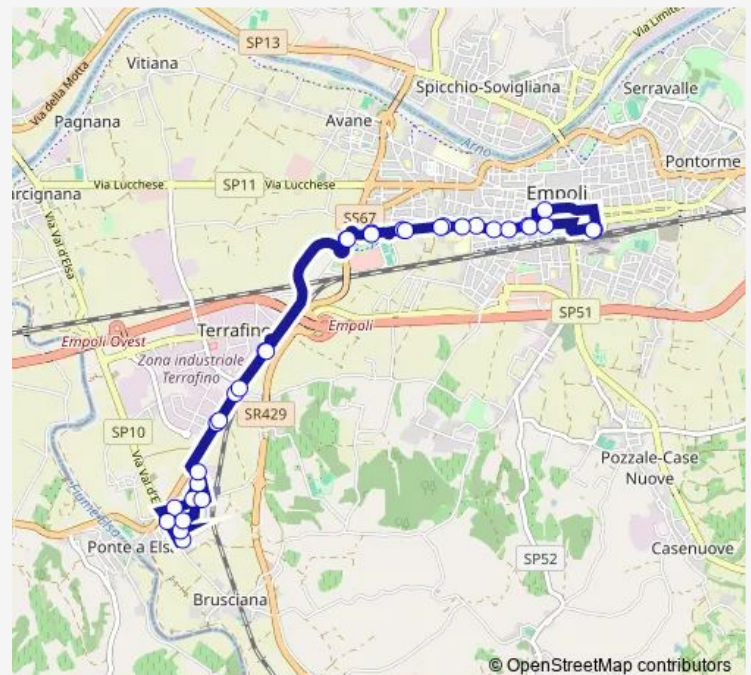 SP13
Vitiana
Via della Motta
Via Limite
Spicchio-Sovigliana
Serravalle
Pagnana
Avane
Arno
Pontorme
arcignana
Via Lucchese
SP11
Via Lucchese
Empoli
SS67
Via Val d'Elsa
SP51
Empoli
Terrafino
Empoli Ovest
Zona industriale
Terrafino
SR429
SP10
Via Val d'E
Pozzale-Case
Nuove
Fiume Elsa
Ponte a Elsa
SP52
Casenuove
Brusciana
© OpenStreetMap contributors